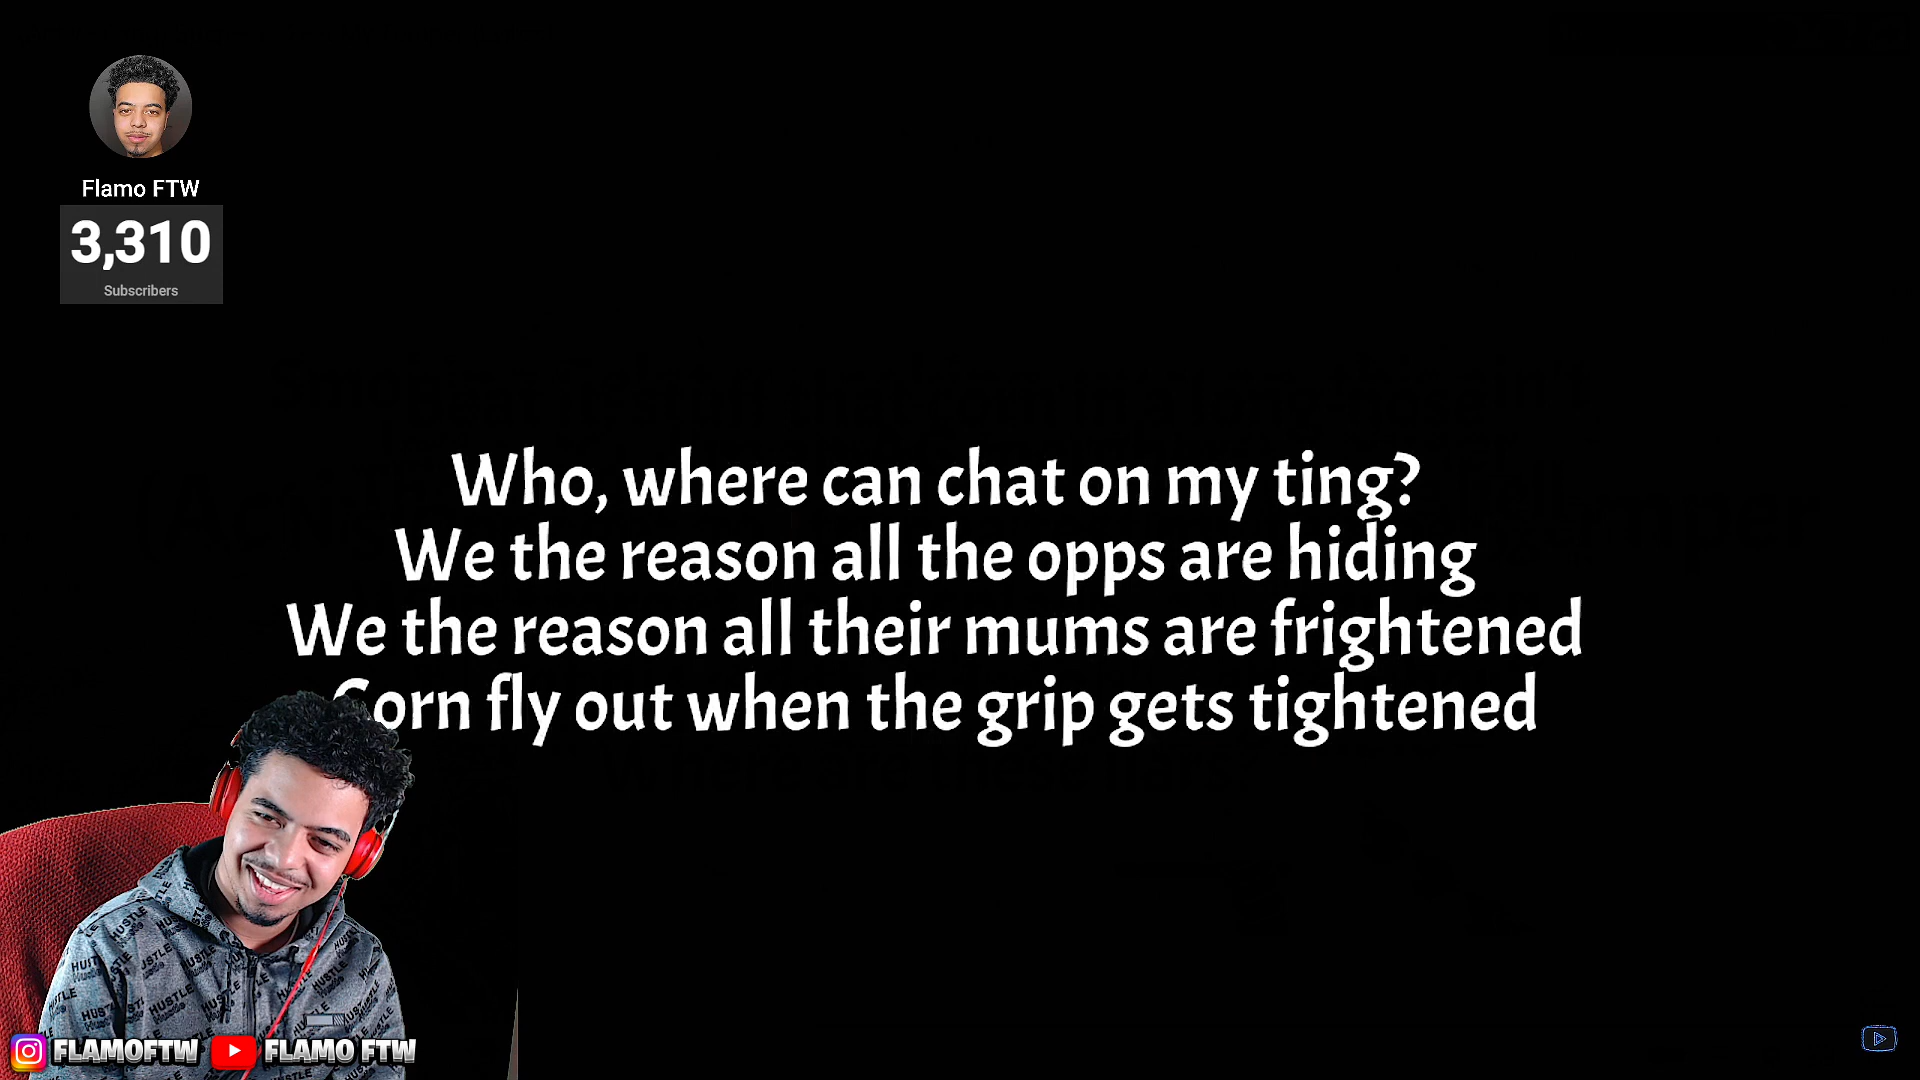 Flamo FTW
3,310
Subscribers
Who, where can chat on my ting?
We the reason all the opps are hiding
We the reason all their mums are frightened
Corn fly out when the grip gets tightened
HUSTLE
FLAMOFTW
FLAMO FTW